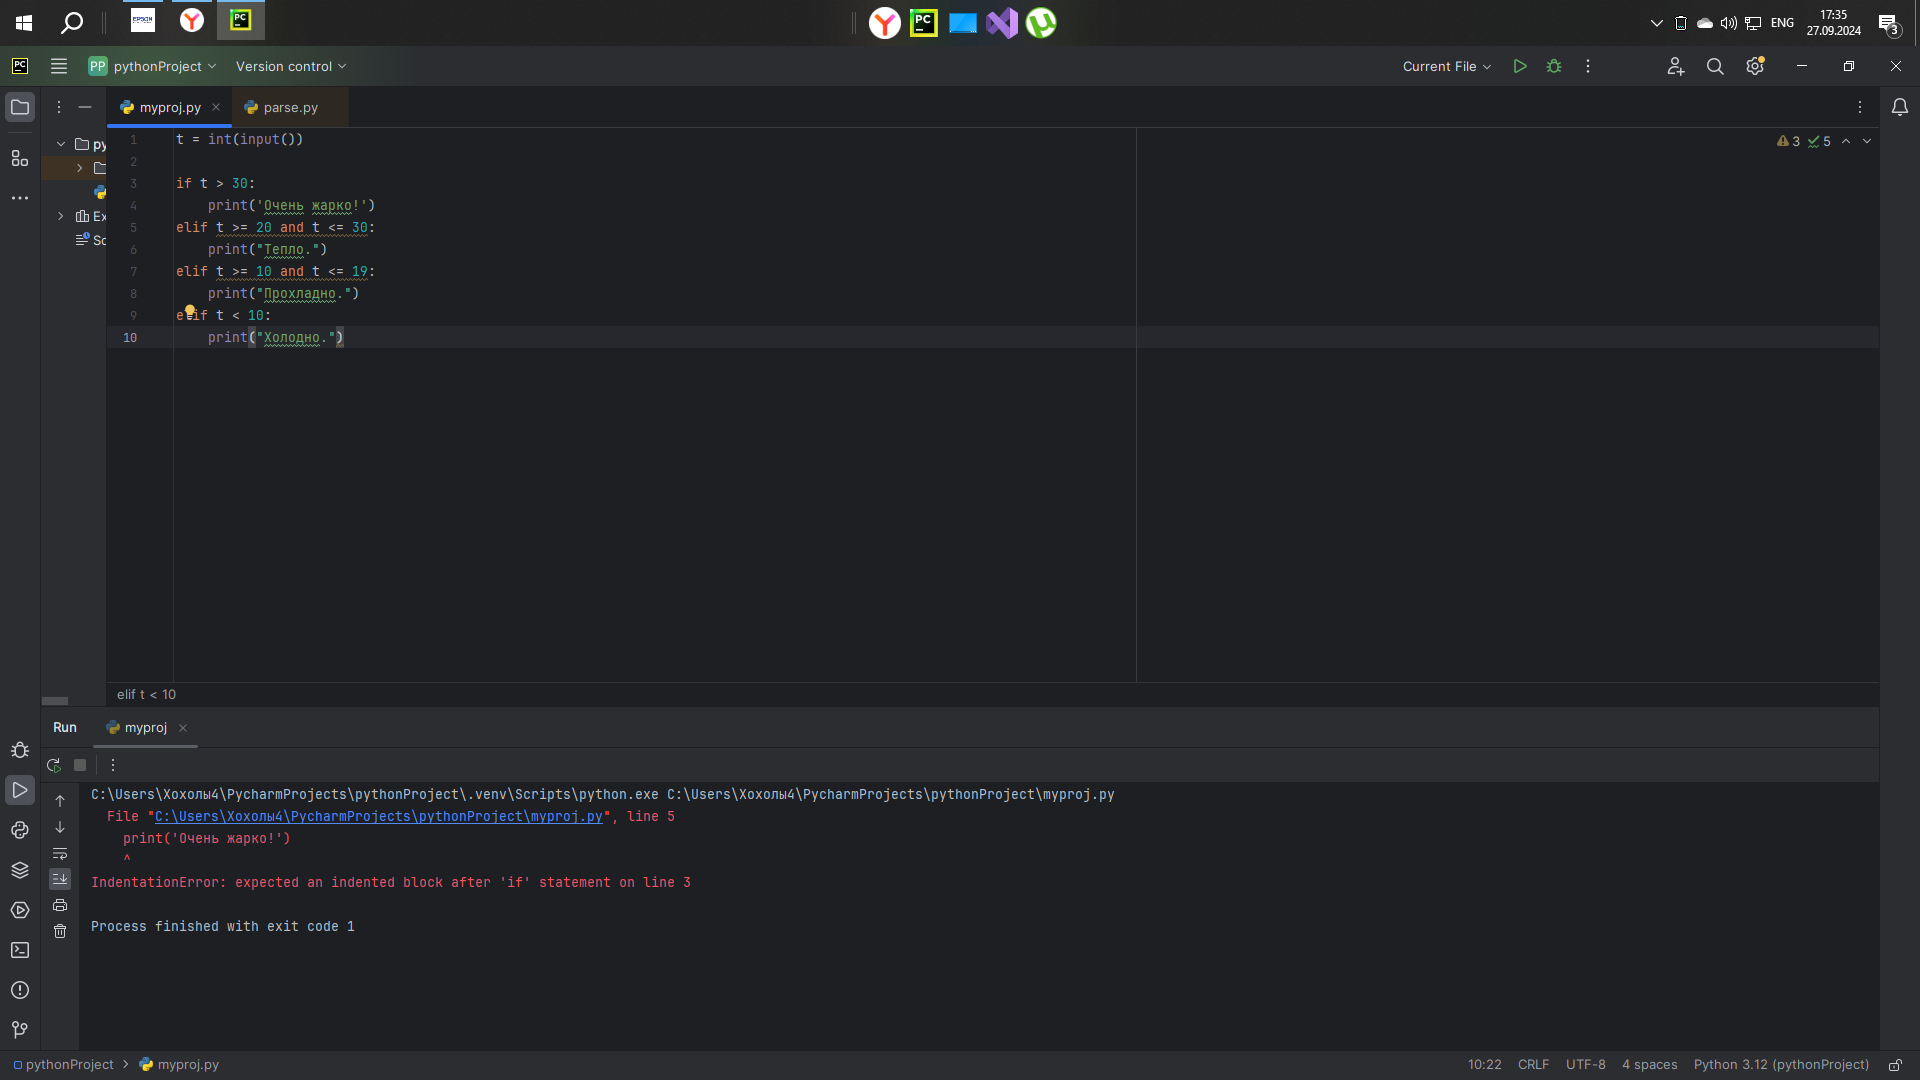 EPSON
Y
PC
Y
PC
ENG
17:35
27.09.2024
3
PC
PP pythonProject
Version control
Current File
myproj.py
parse.py
py
Ex
Sc
3
5
1 t = int(input())
2
3 if t > 30:
4 print('Очень жарко!')
5 elif t >= 20 and t <= 30:
6 print("Тепло.")
7 elif t >= 10 and t <= 19:
8 print("Прохладно.")
9 elif t < 10:
10 print("Холодно.")
elif t < 10
Run
myproj
C:\Users\Хохолы4\PycharmProjects\pythonProject\.venv\Scripts\python.exe C:\Users\Хохолы4\PycharmProjects\pythonProject\myproj.py
File "C:\Users\Хохолы4\PycharmProjects\pythonProject\myproj.py", line 5
print('Очень жарко!')
^
IndentationError: expected an indented block after 'if' statement on line 3
Process finished with exit code 1
pythonProject > myproj.py
10:22
CRLF
UTF-8
4 spaces
Python 3.12 (pythonProject)